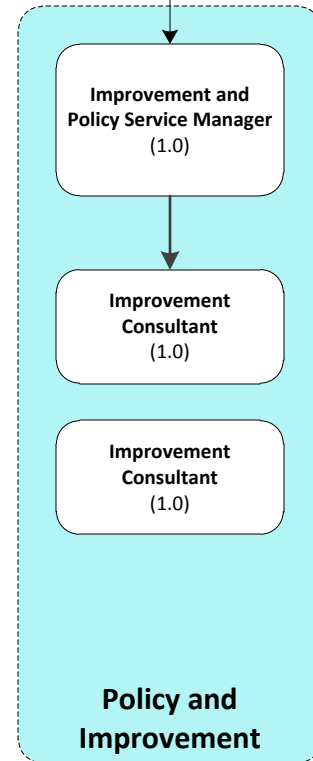 Improvement and
Policy Service Manager
(1.0)
Improvement
Consultant
(1.0)
Improvement
Consultant
(1.0)
Policy and
Improvement